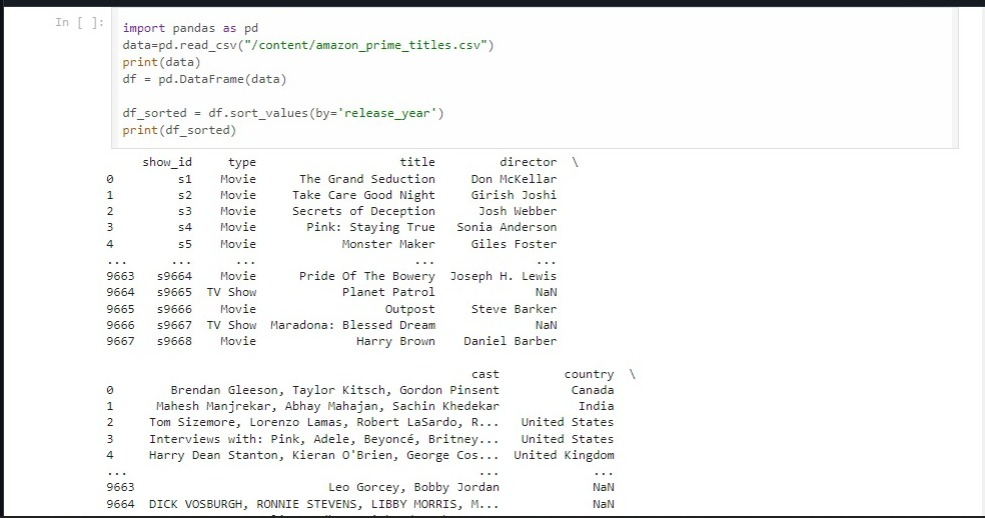 In [ ]:
import pandas as pd
data=pd.read_csv("/content/amazon_prime_titles.csv")
print(data)
df = pd.DataFrame(data)
df_sorted = df.sort_values(by='release_year')
print(df_sorted)
show_id type title director \
0 s1 Movie The Grand Seduction Don McKellar
1 s2 Movie Take Care Good Night Girish Joshi
2 s3 Movie Secrets of Deception Josh Webber
3 s4 Movie Pink: Staying True Sonia Anderson
4 s5 Movie Monster Maker Giles Foster
... ... ... ... ...
9663 s9664 Movie Pride Of The Bowery Joseph H. Lewis
9664 s9665 TV Show Planet Patrol NaN
9665 s9666 Movie Outpost Steve Barker
9666 s9667 TV Show Maradona: Blessed Dream NaN
9667 s9668 Movie Harry Brown Daniel Barber
cast country \
0 Brendan Gleeson, Taylor Kitsch, Gordon Pinsent Canada
1 Mahesh Manjrekar, Abhay Mahajan, Sachin Khedekar India
2 Tom Sizemore, Lorenzo Lamas, Robert LaSardo, R... United States
3 Interviews with: Pink, Adele, Beyoncé, Britney... United States
4 Harry Dean Stanton, Kieran O'Brien, George Cos... United Kingdom
... ... ...
9663 Leo Gorcey, Bobby Jordan NaN
9664 DICK VOSBURGH, RONNIE STEVENS, LIBBY MORRIS, M... NaN